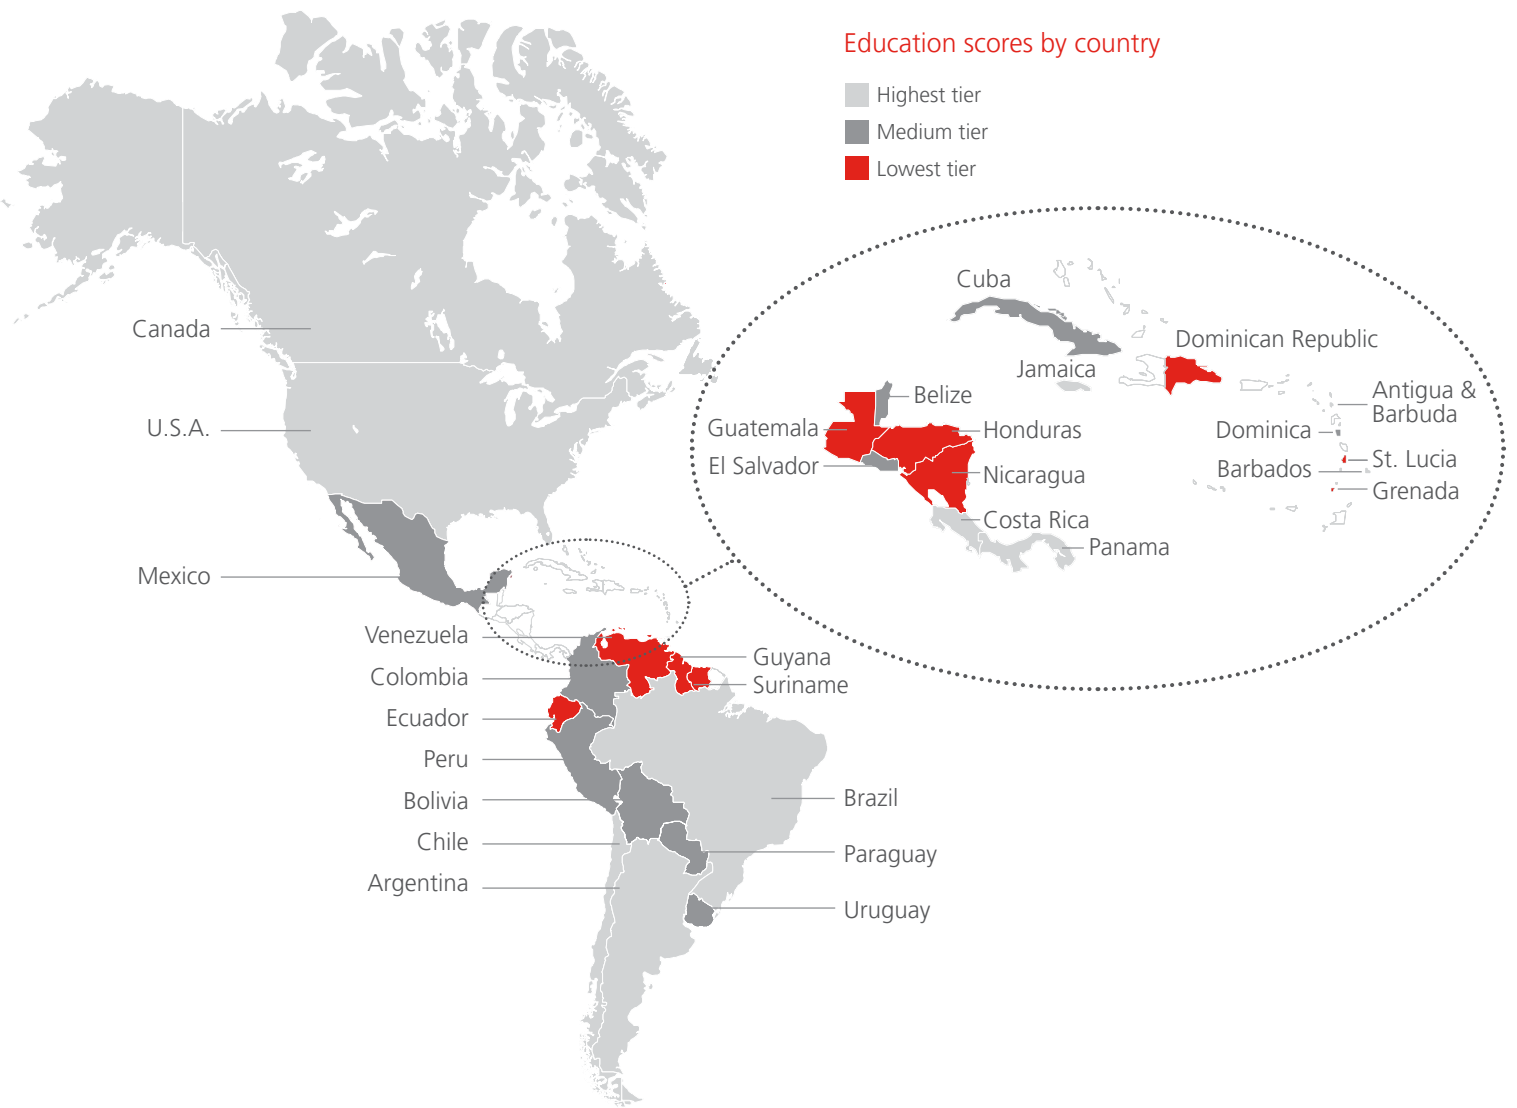 Education scores by country
Highest tier
Medium tier
Lowest tier
Canada
U.S.A.
Mexico
Cuba
Dominican Republic
Jamaica
Belize
Antigua &
Barbuda
Guatemala
Honduras
Dominica
El Salvador
Nicaragua
St. Lucia
Barbados
Grenada
Costa Rica
Panama
Venezuela
Colombia
Ecuador
Peru
Bolivia
Chile
Argentina
Guyana
Suriname
Brazil
Paraguay
Uruguay